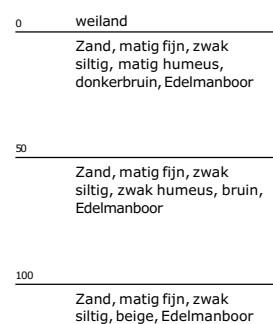 0 weiland
Zand, matig fijn, zwak
siltig, matig humeus,
donkerbruin, Edelmanboor
50
Zand, matig fijn, zwak
siltig, zwak humeus, bruin,
Edelmanboor
100
Zand, matig fijn, zwak
siltig, beige, Edelmanboor